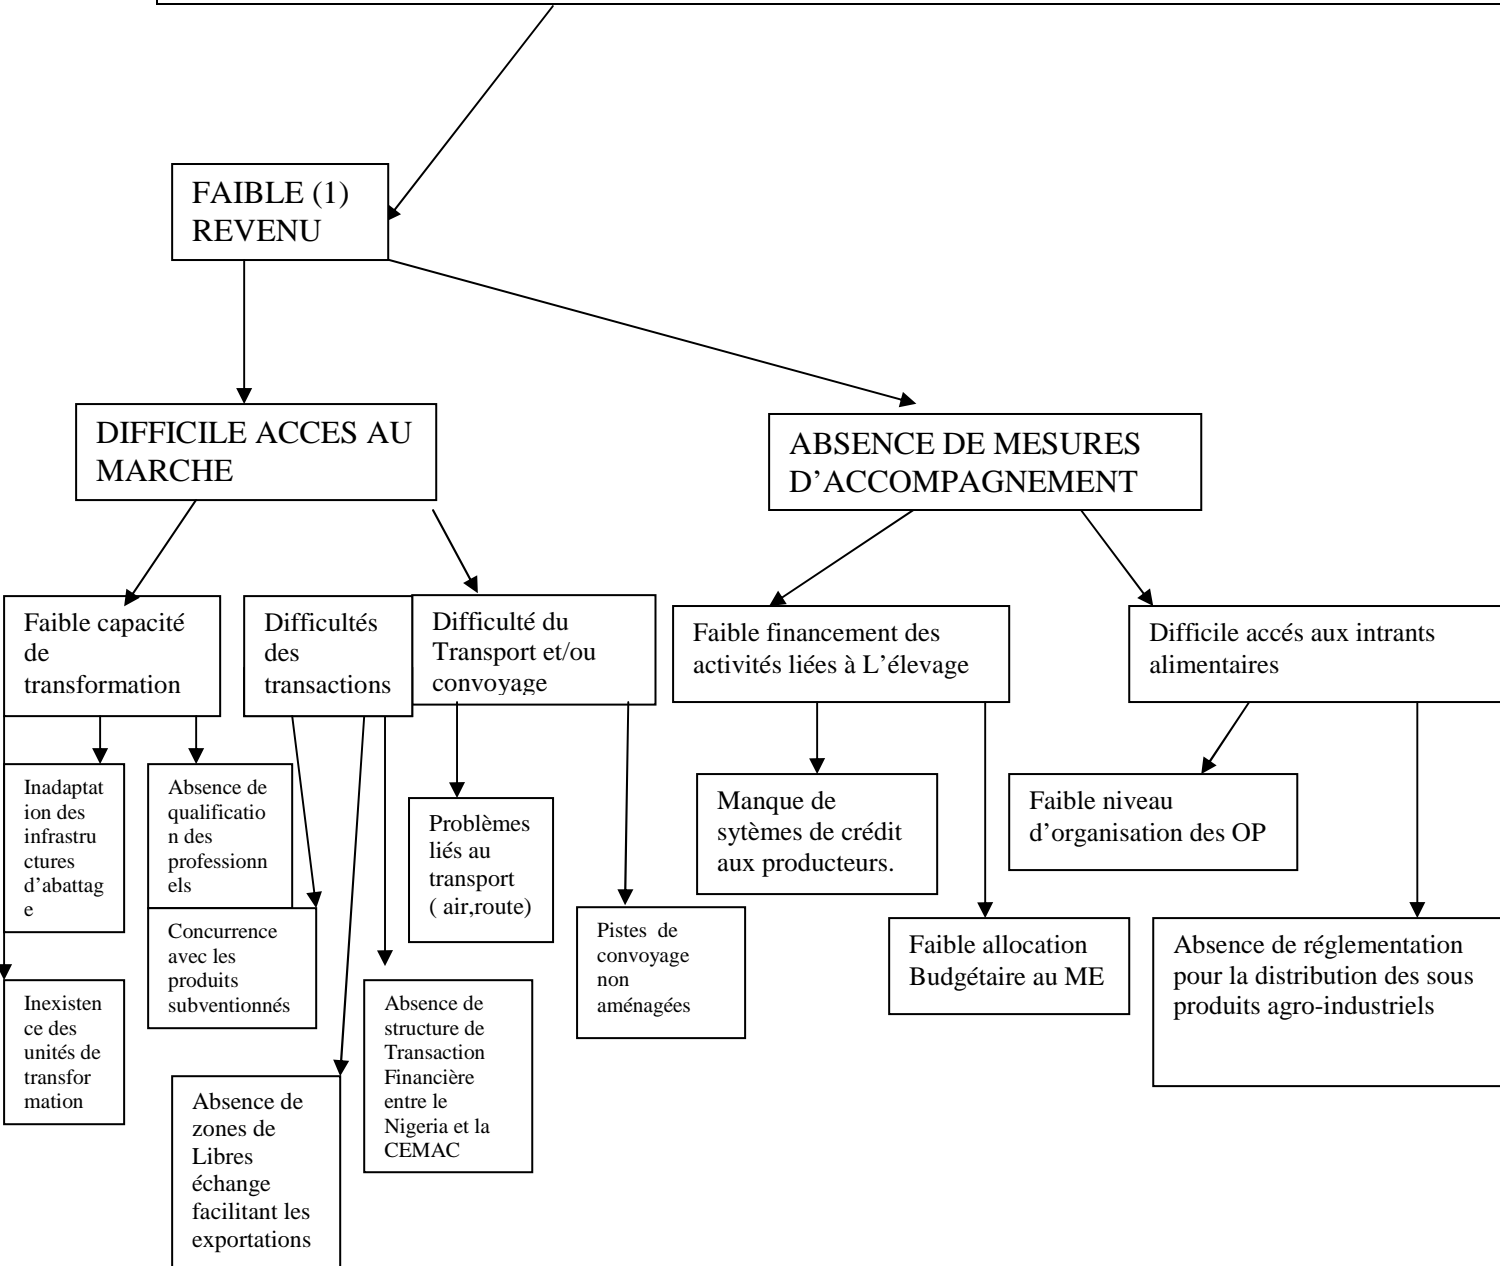 FAIBLE (1)
REVENU
DIFFICILE ACCES AU
MARCHE
ABSENCE DE MESURES
D’ACCOMPAGNEMENT
Faible capacité
de
transformation
Difficultés
des
transactions
Difficulté du
Transport et/ou
convoyage
Faible financement des
activités liées à L’élevage
Difficile accés aux intrants
alimentaires
Inadaptat
ion des
infrastru
ctures
d’abattag
e
Absence de
qualificatio
n des
professionn
els
Problèmes
liés au
transport
( air,route)
Manque de
sytèmes de crédit
aux producteurs.
Faible niveau
d’organisation des OP
Concurrence
avec les
produits
subventionnés
Pistes de
convoyage
non
aménagées
Faible allocation
Budgétaire au ME
Absence de réglementation
pour la distribution des sous
produits agro-industriels
Inexisten
ce des
unités de
transfor
mation
Absence de
structure de
Transaction
Financière
entre le
Nigeria et la
CEMAC
Absence de
zones de
Libres
échange
facilitant les
exportations